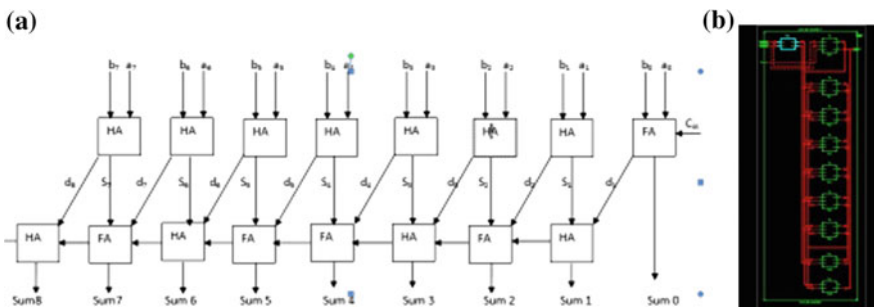 (a)
(b)
b₇ a₇ b₆ a₆ b₅ a₅ b₄ b₃ a₃ b₂ a₂ b₁ a₁ b₀ a₀
HA HA HA HA HA HA HA FA Cᵢₙ
d₈ S₇ d₇ S₆ d₆ S₅ d₅ S₄ d₄ S₃ d₃ S₂ d₂ S₁ d₁
HA FA HA FA FA HA FA HA
Sum8 Sum7 Sum 6 Sum 5 Sum 4 Sum 3 Sum 2 Sum 1 Sum 0